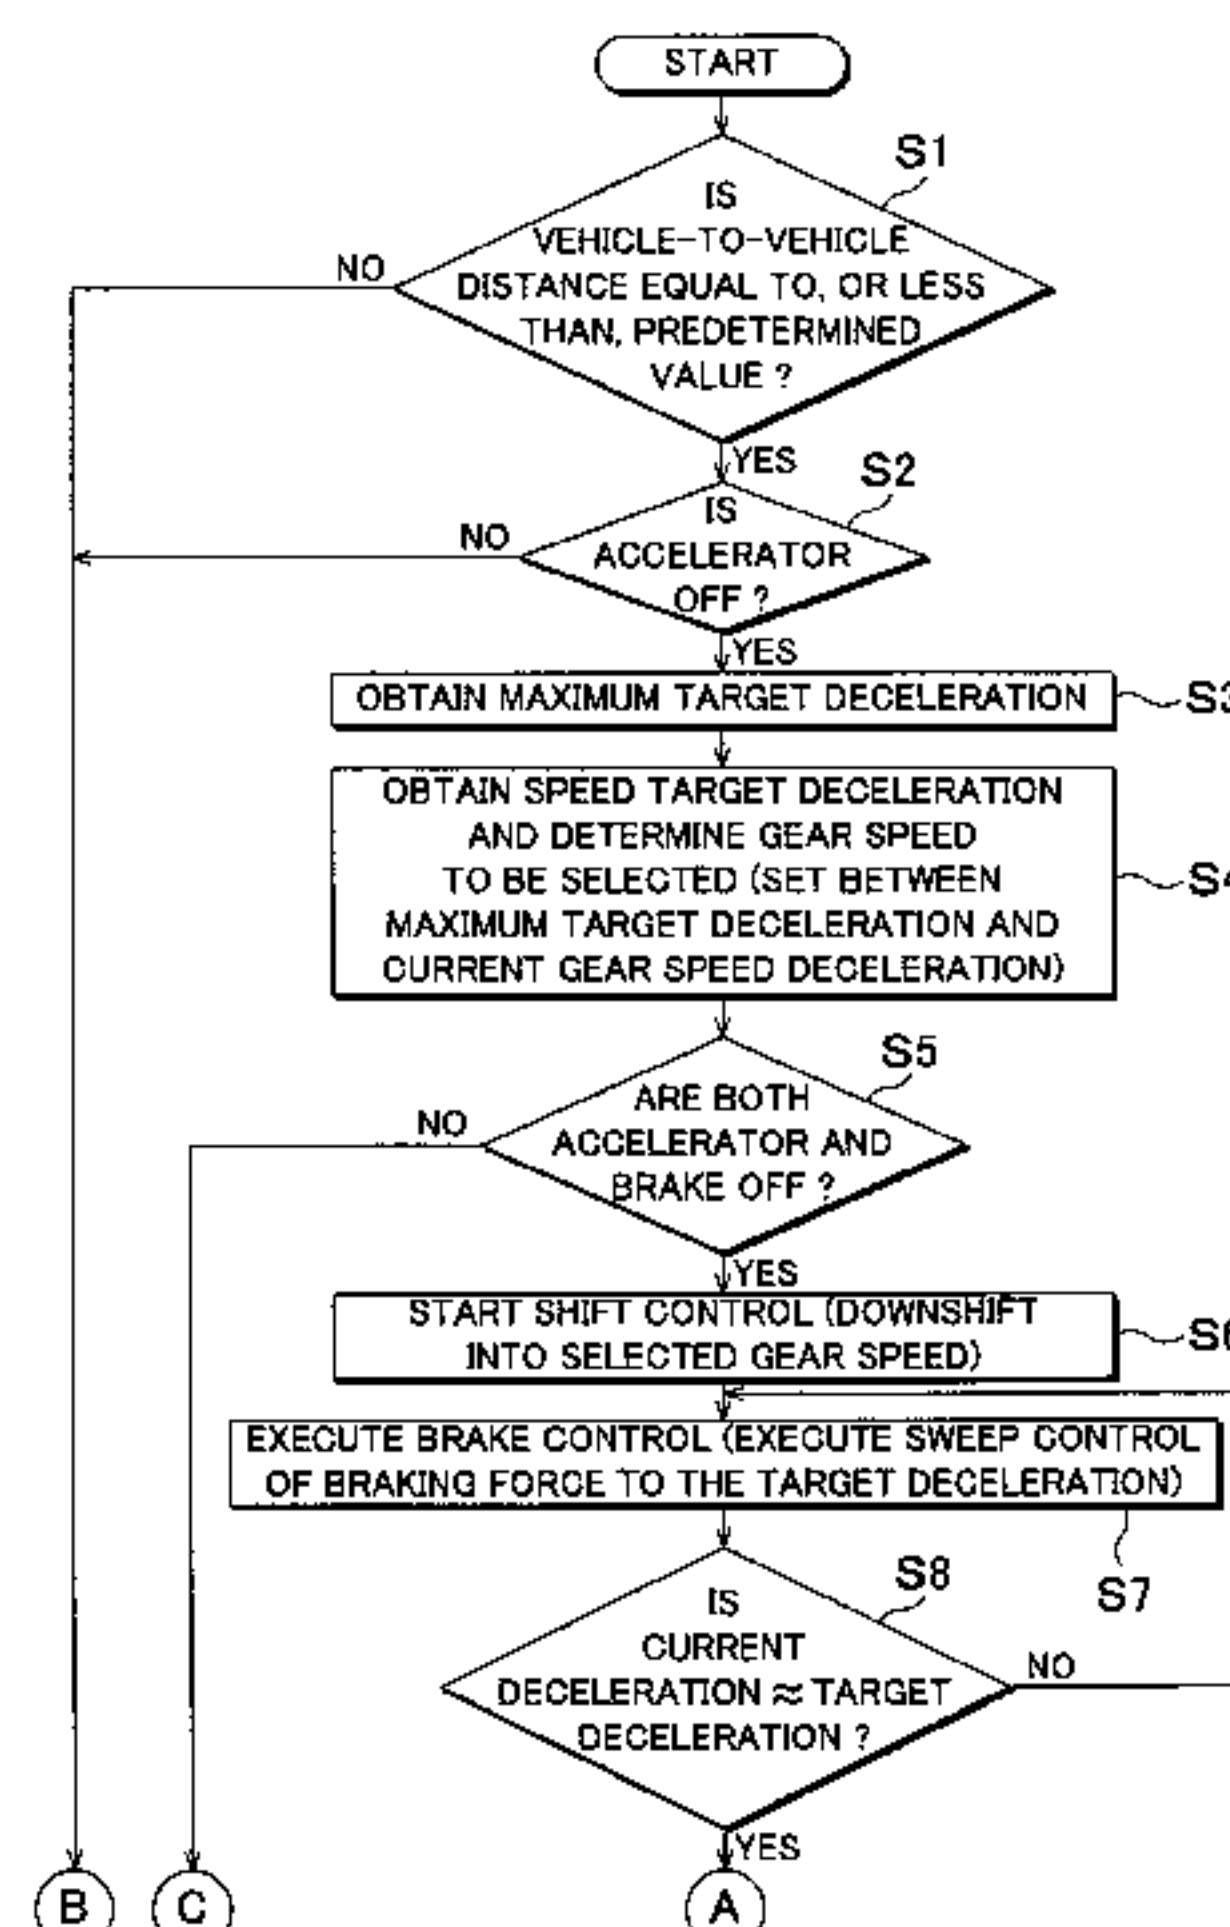 START
S1
IS
VEHICLE-TO-VEHICLE
DISTANCE EQUAL TO, OR LESS
THAN, PREDETERMINED
VALUE ?
NO
YES
S2
IS
ACCELERATOR
OFF ?
NO
YES
OBTAIN MAXIMUM TARGET DECELERATION
S3
OBTAIN SPEED TARGET DECELERATION
AND DETERMINE GEAR SPEED
TO BE SELECTED (SET BETWEEN
MAXIMUM TARGET DECELERATION AND
CURRENT GEAR SPEED DECELERATION)
S4
S5
ARE BOTH
ACCELERATOR AND
BRAKE OFF ?
NO
YES
START SHIFT CONTROL (DOWNSHIFT
INTO SELECTED GEAR SPEED)
S6
EXECUTE BRAKE CONTROL (EXECUTE SWEEP CONTROL
OF BRAKING FORCE TO THE TARGET DECELERATION)
S7
S8
IS
CURRENT
DECELERATION ≈ TARGET
DECELERATION ?
NO
YES
B
C
A